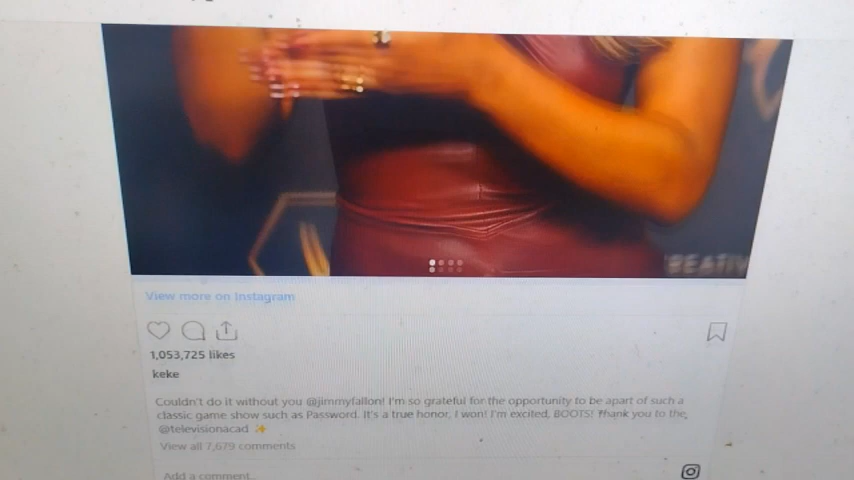 REATIV
View more on Instagram
1,053,725 likes
keke
Couldn't do it without you @jimmyfallon! I'm so grateful for the opportunity to be apart of such a
classic game show such as Password. It's a true honor, I won! I'm excited, BOOTS! Thank you to the
@televisionacad ✨
View all 7,679 comments
Add a comment...